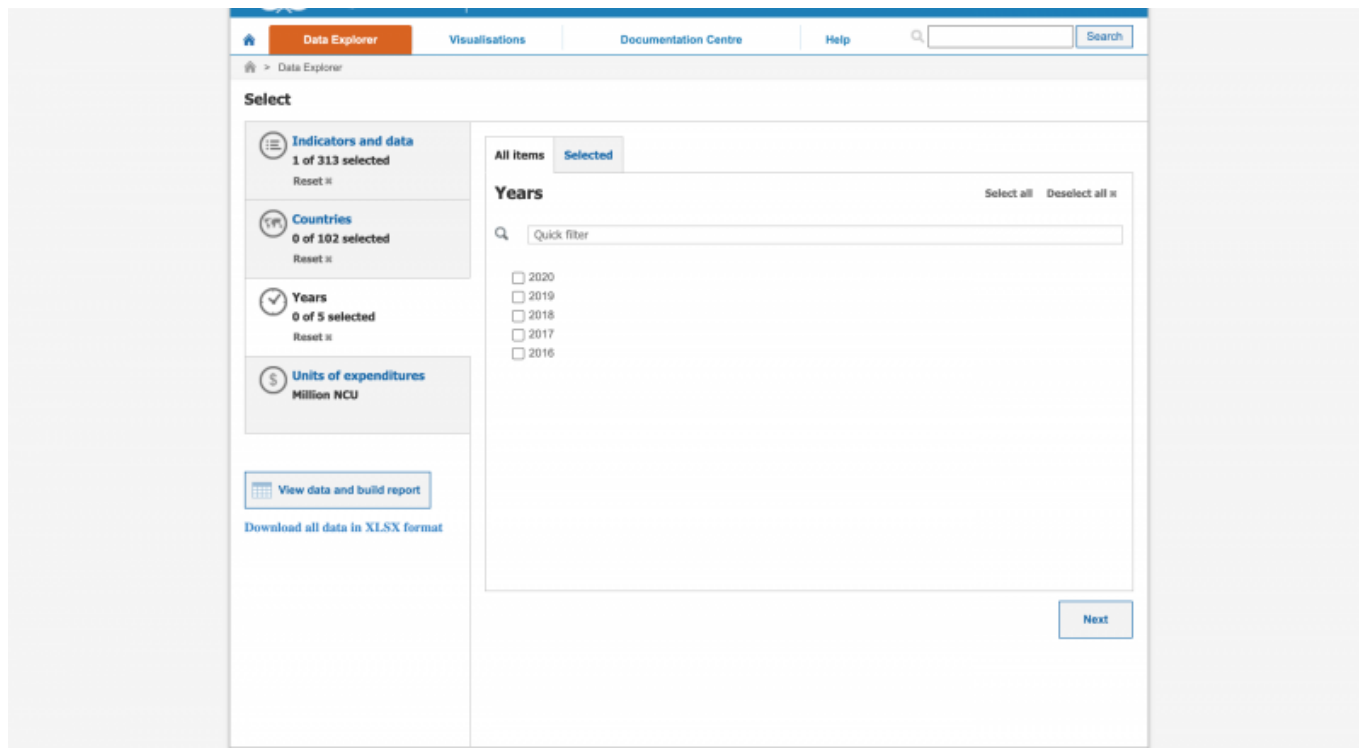 Data Explorer Visualisations Documentation Centre Help Search
> Data Explorer
Select
Indicators and data
1 of 313 selected
Reset
Countries
0 of 102 selected
Reset
Years
0 of 5 selected
Reset
Units of expenditures
Million NCU
View data and build report
Download all data in XLSX format
All items Selected
Years Select all Deselect all
Quick filter
2020
2019
2018
2017
2016
Next